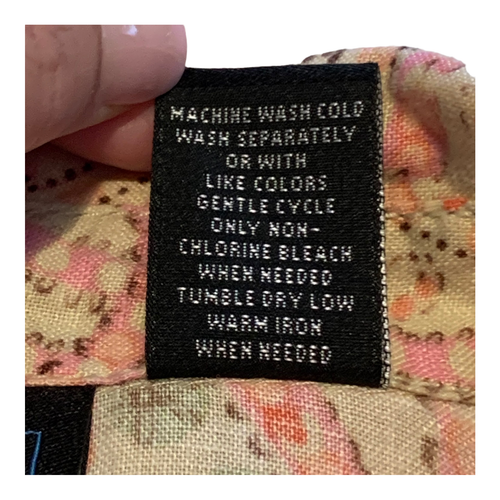 MACHINE WASH COLD
WASH SEPARATELY
OR WITH
LIKE COLORS
GENTLE CYCLE
ONLY NON-
CHLORINE BLEACH
WHEN NEEDED
TUMBLE DRY LOW
WARM IRON
WHEN NEEDED